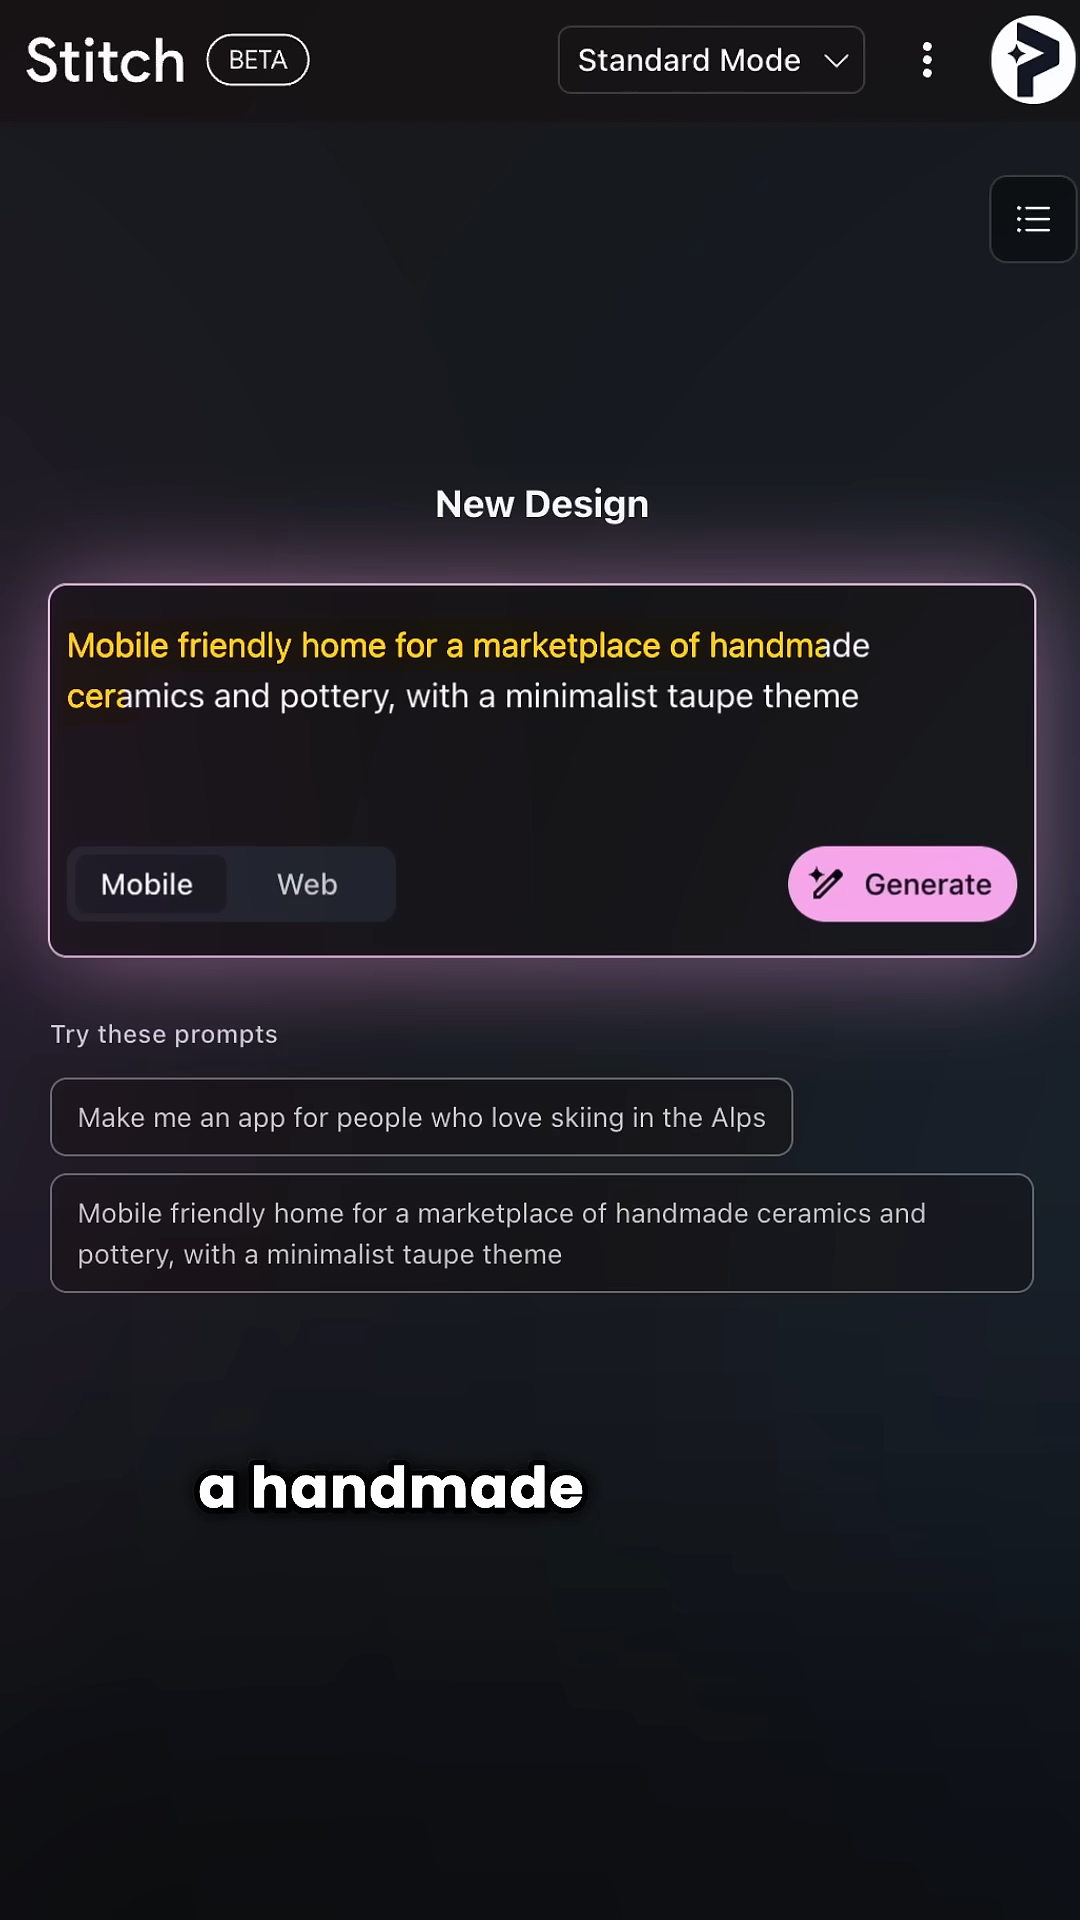 Stitch BETA Standard Mode
New Design
Mobile friendly home for a marketplace of handmade
ceramics and pottery, with a minimalist taupe theme
Mobile Web Generate
Try these prompts
Make me an app for people who love skiing in the Alps
Mobile friendly home for a marketplace of handmade ceramics and
pottery, with a minimalist taupe theme
a handmade